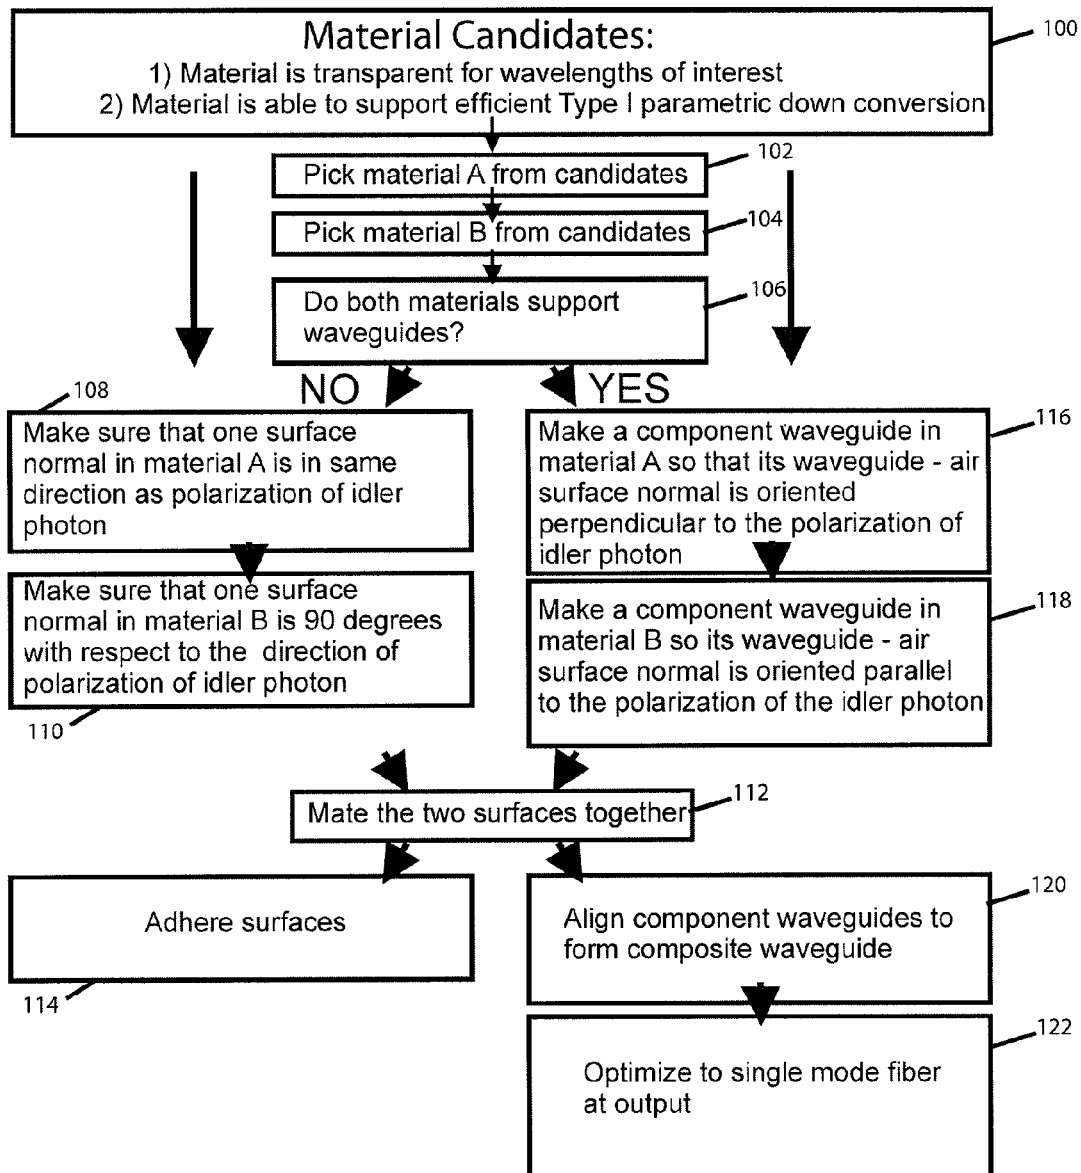 Material Candidates:
100
1) Material is transparent for wavelengths of interest
2) Material is able to support efficient Type I parametric down conversion
102
Pick material A from candidates
104
Pick material B from candidates
106
Do both materials support
waveguides?
NO
YES
108
Make sure that one surface
normal in material A is in same
direction as polarization of idler
photon
Make sure that one surface
normal in material B is 90 degrees
with respect to the direction of
polarization of idler photon
110
116
Make a component waveguide in
material A so that its waveguide - air
surface normal is oriented
perpendicular to the polarization of
idler photon
118
Make a component waveguide in
material B so its waveguide - air
surface normal is oriented parallel
to the polarization of the idler photon
112
Mate the two surfaces together
Adhere surfaces
114
120
Align component waveguides to
form composite waveguide
122
Optimize to single mode fiber
at output